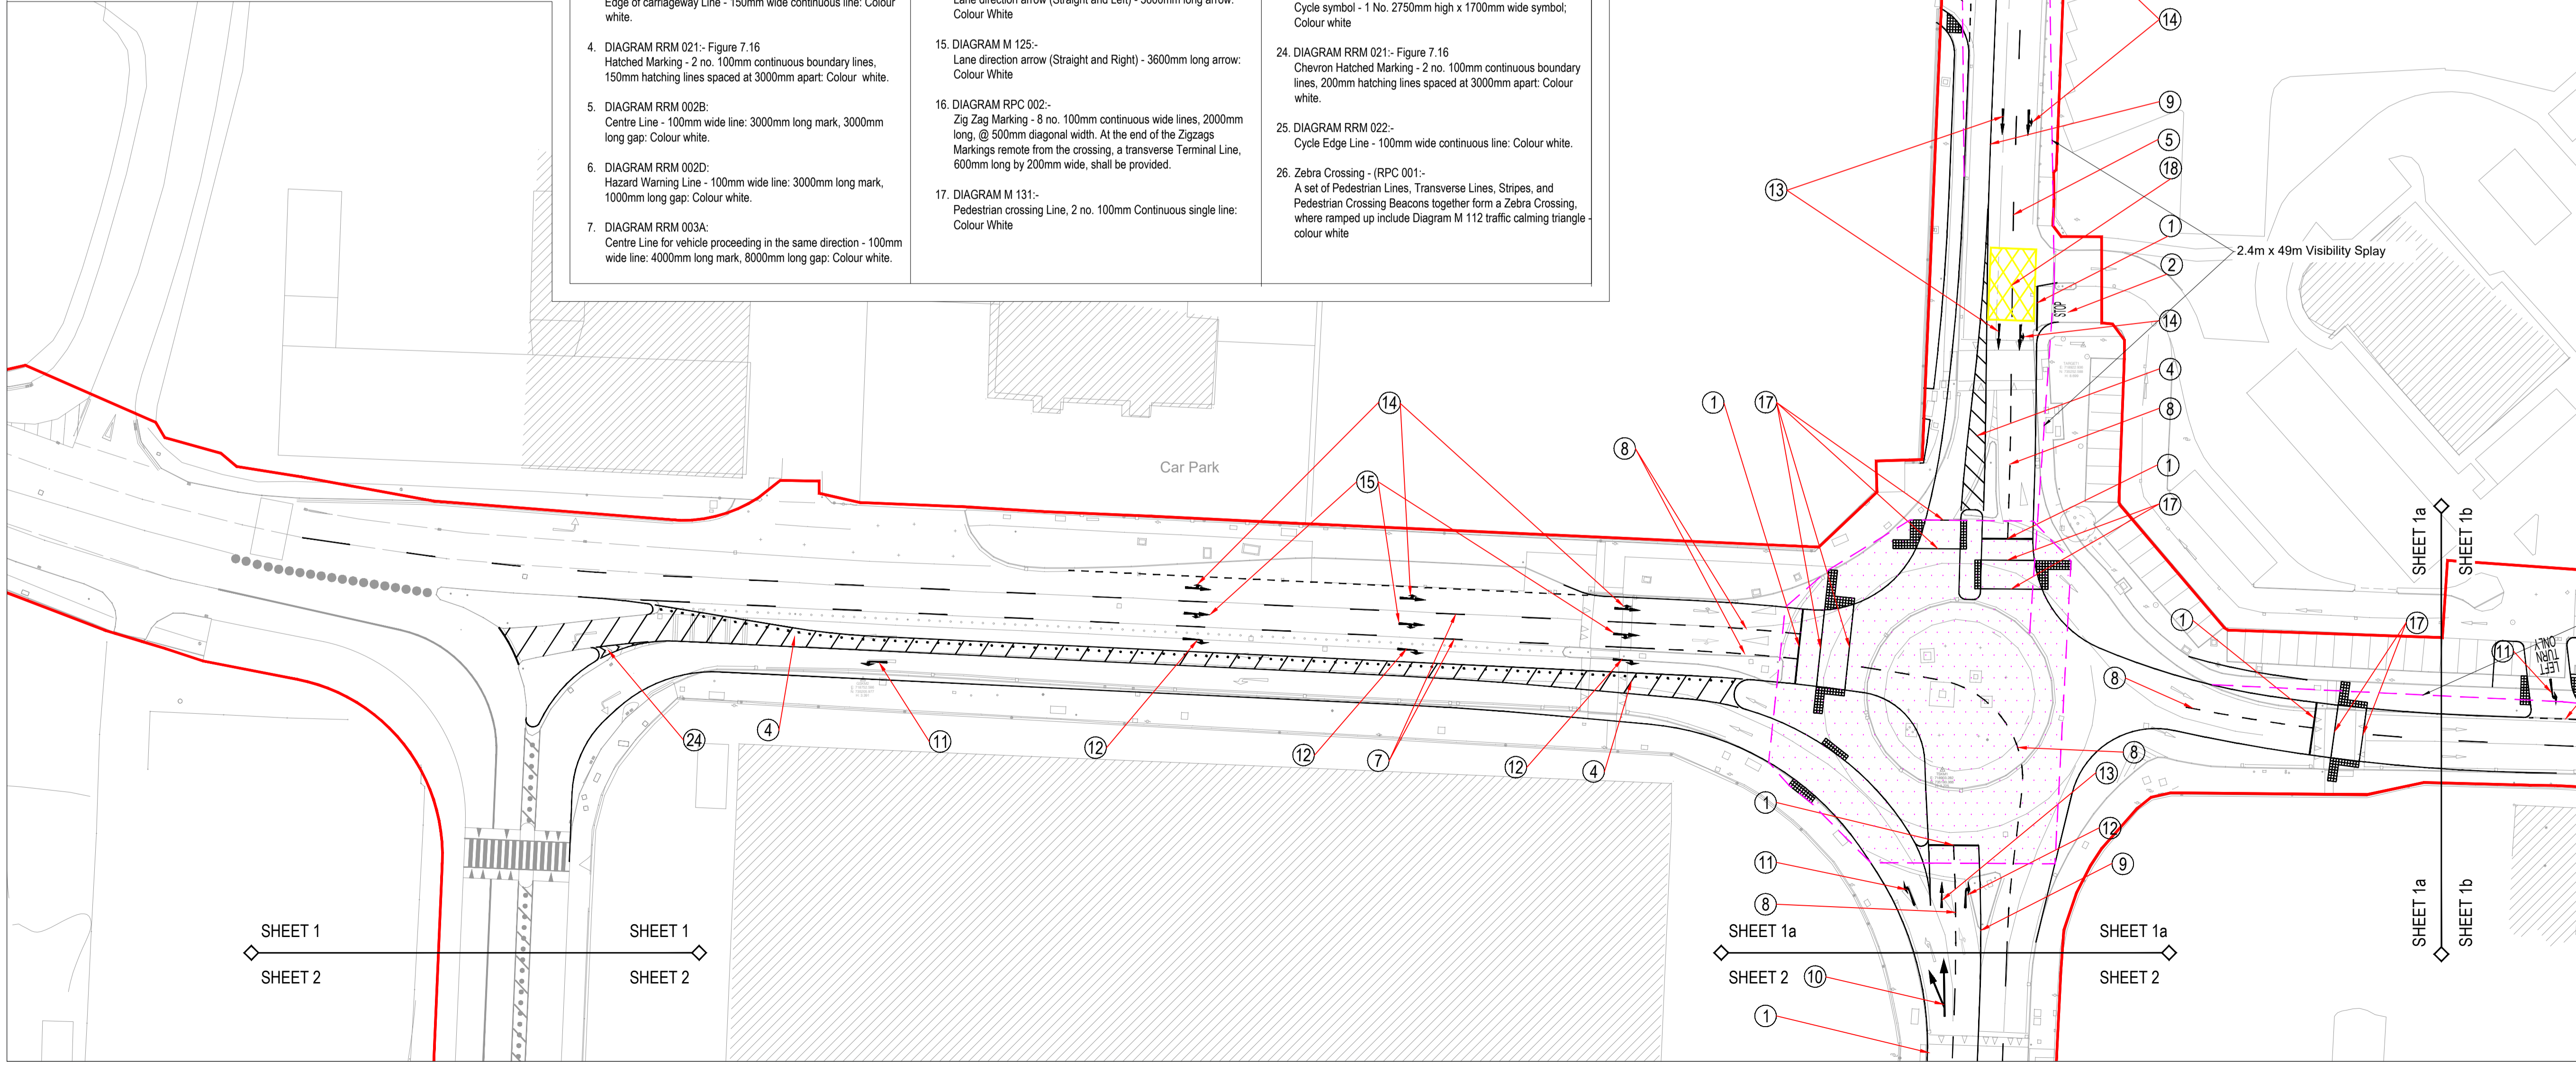 Edge of carriageway Line - 150mm wide continuous line: Colour
white.
4. DIAGRAM RRM 021:- Figure 7.16
Hatched Marking - 2 no. 100mm continuous boundary lines,
150mm hatching lines spaced at 3000mm apart: Colour white.
5. DIAGRAM RRM 002B:
Centre Line - 100mm wide line: 3000mm long mark, 3000mm
long gap: Colour white.
6. DIAGRAM RRM 002D:
Hazard Warning Line - 100mm wide line: 3000mm long mark,
1000mm long gap: Colour white.
7. DIAGRAM RRM 003A:
Centre Line for vehicle proceeding in the same direction - 100mm
wide line: 4000mm long mark, 8000mm long gap: Colour white.
Lane direction arrow (Straight and Left) - 3600mm long arrow:
Colour White
15. DIAGRAM M 125:-
Lane direction arrow (Straight and Right) - 3600mm long arrow:
Colour White
16. DIAGRAM RPC 002:-
Zig Zag Marking - 8 no. 100mm continuous wide lines, 2000mm
long, @ 500mm diagonal width. At the end of the Zigzags
Markings remote from the crossing, a transverse Terminal Line,
600mm long by 200mm wide, shall be provided.
17. DIAGRAM M 131:-
Pedestrian crossing Line, 2 no. 100mm Continuous single line:
Colour White
Cycle symbol - 1 No. 2750mm high x 1700mm wide symbol;
Colour white
24. DIAGRAM RRM 021:- Figure 7.16
Chevron Hatched Marking - 2 no. 100mm continuous boundary
lines, 200mm hatching lines spaced at 3000mm apart: Colour
white.
25. DIAGRAM RRM 022:-
Cycle Edge Line - 100mm wide continuous line: Colour white.
26. Zebra Crossing - (RPC 001:-
A set of Pedestrian Lines, Transverse Lines, Stripes, and
Pedestrian Crossing Beacons together form a Zebra Crossing,
where ramped up include Diagram M 112 traffic calming triangle -
colour white
14
9
5
18
13
1
2.4m x 49m Visibility Splay
2
STOP
14
4
8
1
17
14
1
17
8
15
Car Park
SHEET 1a
SHEET 1b
1
17
LEFT
TURN
ONLY
11
8
24
4
11
12
12
7
12
4
8
13
1
12
11
9
8
SHEET 1
SHEET 1
SHEET 2
SHEET 2
SHEET 1a
SHEET 1a
SHEET 2
10
SHEET 2
1
SHEET 1a
SHEET 1b